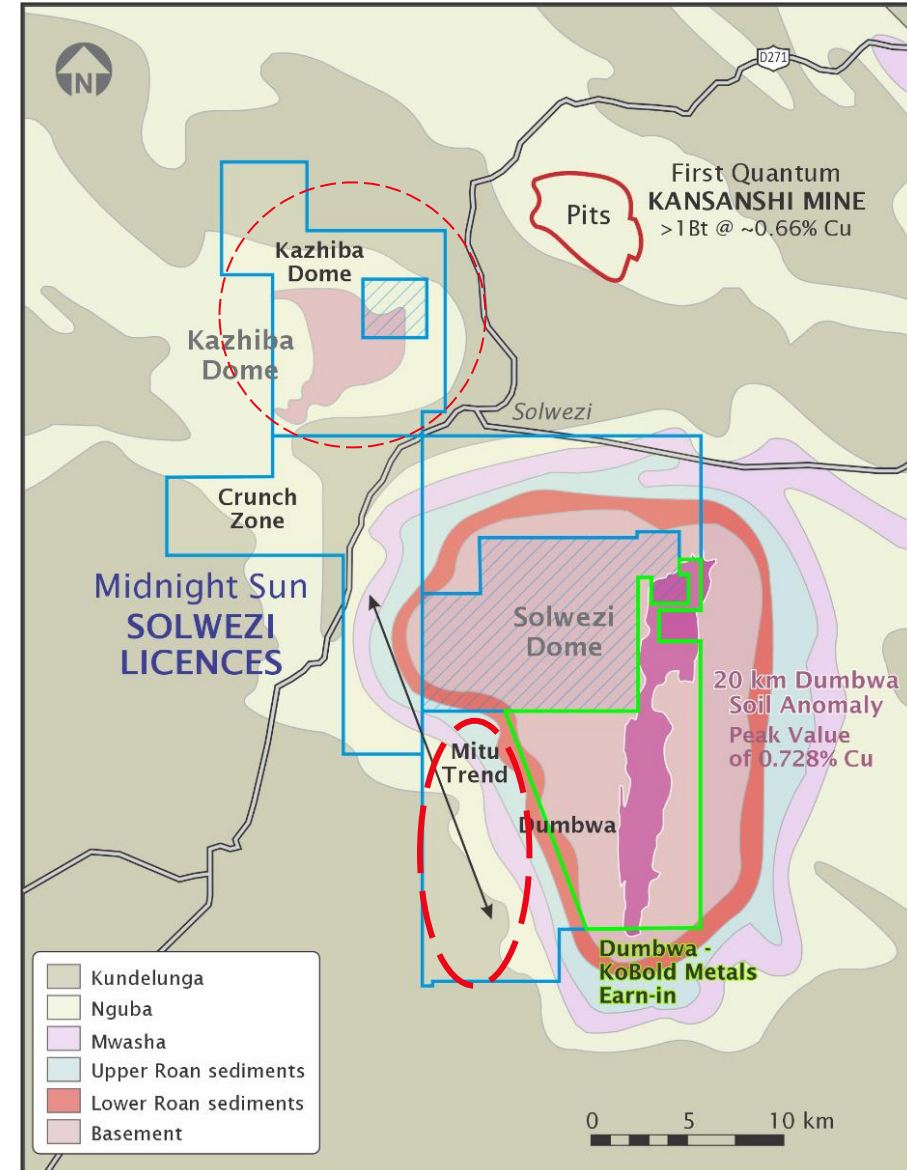 N
D271
First Quantum
KANSANSHI MINE
>1Bt @ ~0.66% Cu
Pits
Kazhiba
Dome
Kazhiba
Dome
Solwezi
Crunch
Zone
Midnight Sun
SOLWEZI
LICENCES
Solwezi
Dome
20 km Dumbwa
Soil Anomaly
Peak Value
of 0.728% Cu
Mitu
Trend
Dumbwa
Dumbwa -
KoBold Metals
Earn-in
Kundelunga
Nguba
Mwasha
Upper Roan sediments
Lower Roan sediments
Basement
0 5 10 km